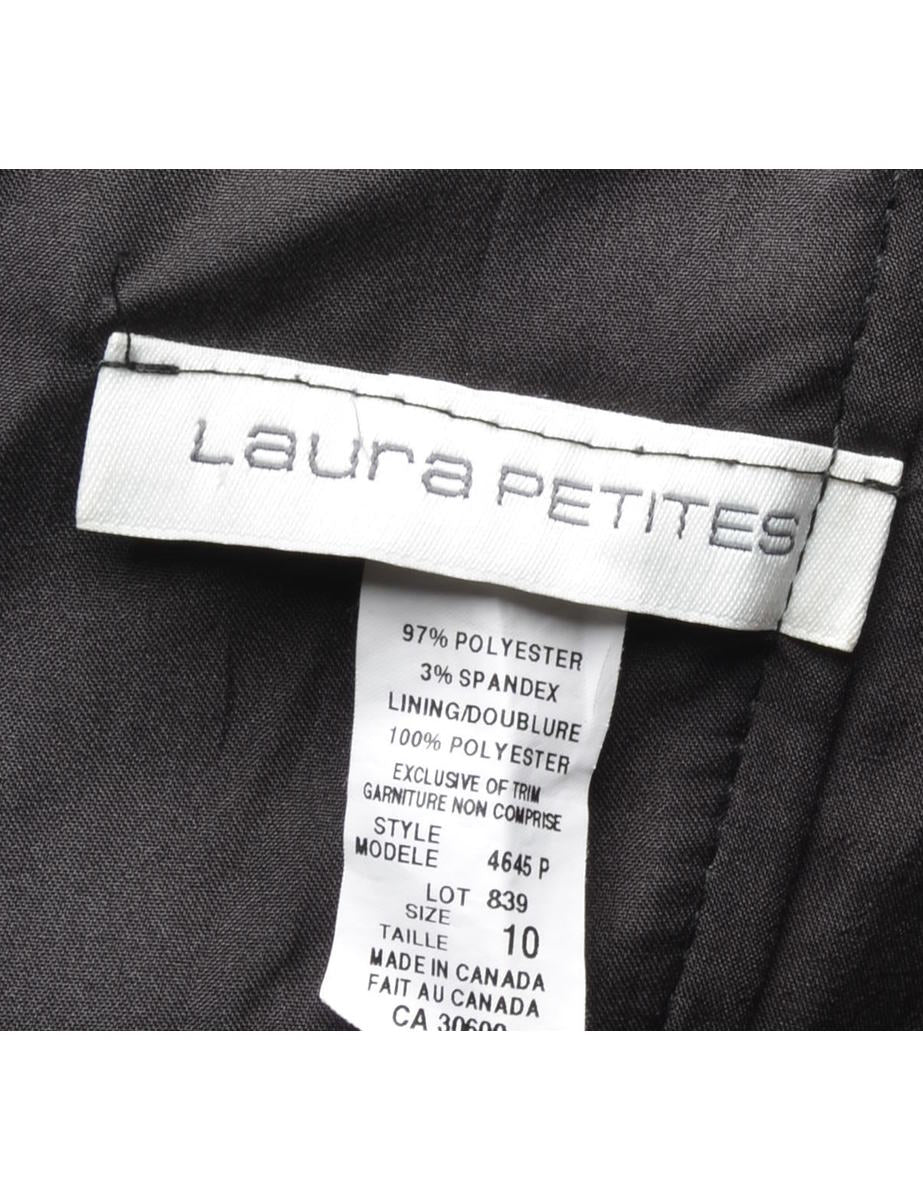 Laura PETITES
97% POLYESTER
3% SPANDEX
LINING/DOUBLURE
100% POLYESTER
EXCLUSIVE OF TRIM
GARNITURE NON COMPRISE
STYLE
MODELE 4645 P
LOT 839
SIZE
TAILLE 10
MADE IN CANADA
FAIT AU CANADA
CA